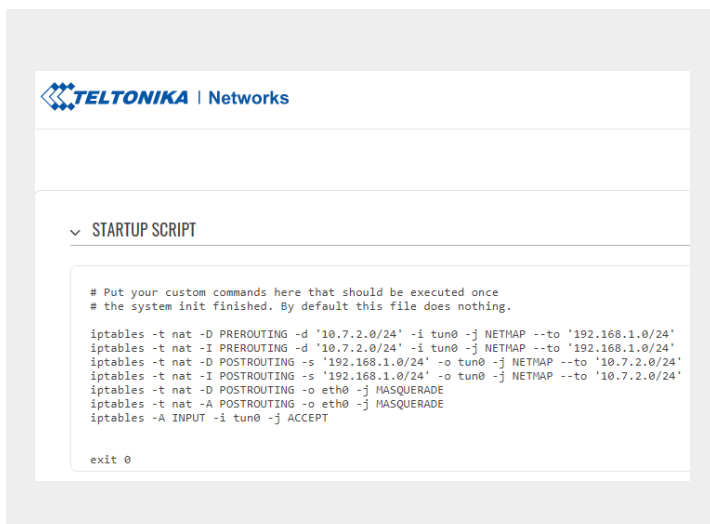 TELTONIKA | Networks
STARTUP SCRIPT
# Put your custom commands here that should be executed once
# the system init finished. By default this file does nothing.
iptables -t nat -D PREROUTING -d '10.7.2.0/24' -i tun0 -j NETMAP --to '192.168.1.0/24'
iptables -t nat -I PREROUTING -d '10.7.2.0/24' -i tun0 -j NETMAP --to '192.168.1.0/24'
iptables -t nat -D POSTROUTING -s '192.168.1.0/24' -o tun0 -j NETMAP --to '10.7.2.0/24'
iptables -t nat -I POSTROUTING -s '192.168.1.0/24' -o tun0 -j NETMAP --to '10.7.2.0/24'
iptables -t nat -D POSTROUTING -o eth0 -j MASQUERADE
iptables -t nat -A POSTROUTING -o eth0 -j MASQUERADE
iptables -A INPUT -i tun0 -j ACCEPT
exit 0